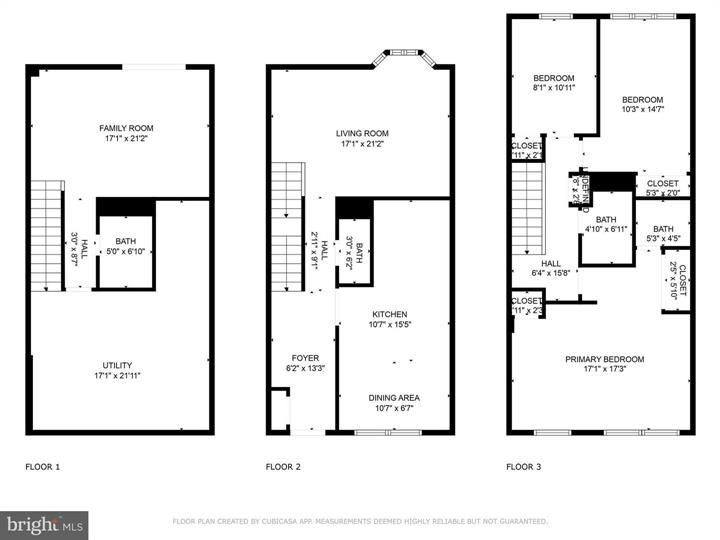 FAMILY ROOM
17'1" x 21'2"
HALL
3'0" x 8'7"
BATH
5'0" x 6'10"
UTILITY
17'1" x 21'11"
FLOOR 1
LIVING ROOM
17'1" x 21'2"
HALL
2'11" x 9'1"
BATH
3'0" x 6'2"
KITCHEN
10'7" x 15'5"
FOYER
6'2" x 13'3"
DINING AREA
10'7" x 6'7"
FLOOR 2
BEDROOM
8'1" x 10'11"
BEDROOM
10'3" x 14'7"
CLOSET
'11" x 2'1
UNDEFINED
CLOSET
5'3" x 2'0"
BATH
4'10" x 6'11"
BATH
5'3" x 4'5"
HALL
6'4" x 15'8"
CLOSET
2'5" x 5'10"
CLOSET
'11" x 2'3
PRIMARY BEDROOM
17'1" x 17'3"
FLOOR 3
bright MLS
FLOOR PLAN CREATED BY CUBICASA APP. MEASUREMENTS DEEMED HIGHLY RELIABLE BUT NOT GUARANTEED.